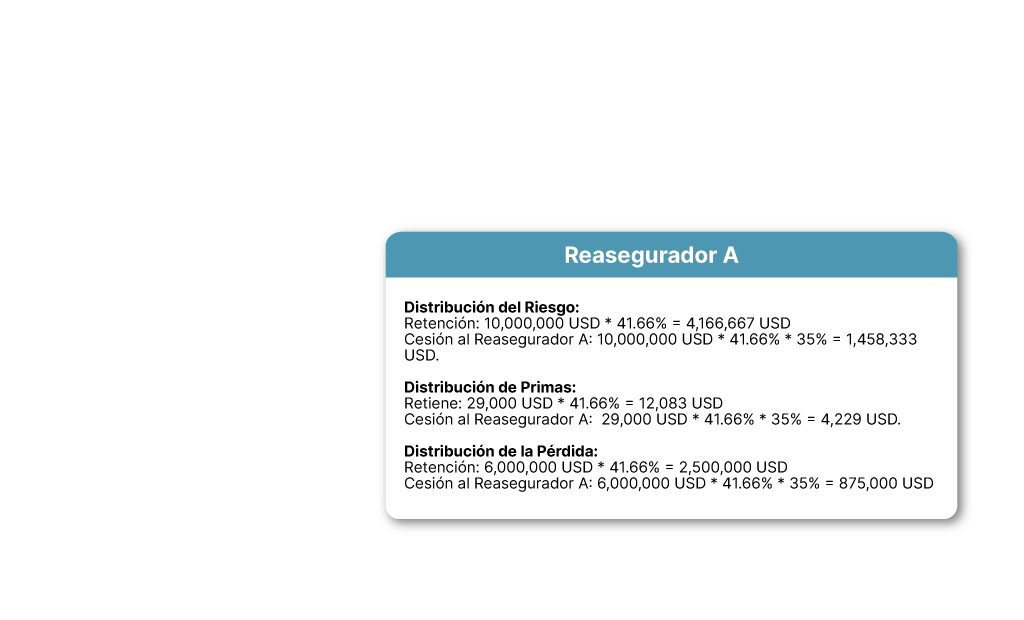 Reasegurador A
Distribución del Riesgo:
Retención: 10,000,000 USD * 41.66% = 4,166,667 USD
Cesión al Reasegurador A: 10,000,000 USD * 41.66% * 35% = 1,458,333
USD.
Distribución de Primas:
Retiene: 29,000 USD * 41.66% = 12,083 USD
Cesión al Reasegurador A:  29,000 USD * 41.66% * 35% = 4,229 USD.
Distribución de la Pérdida:
Retención: 6,000,000 USD * 41.66% = 2,500,000 USD
Cesión al Reasegurador A: 6,000,000 USD * 41.66% * 35% = 875,000 USD